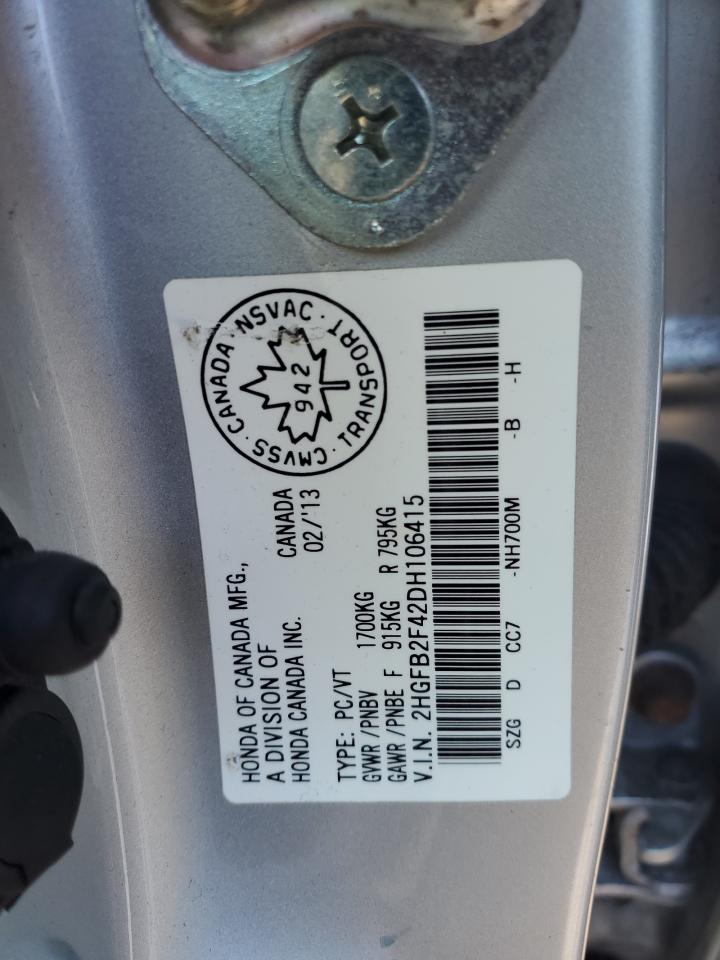 HONDA OF CANADA MFG.,
A DIVISION OF
HONDA CANADA INC.
CANADA
02/'13
TYPE: PC/VT
GVWR/PNBV 1700KG
GAWR/PNBE F 915KG R 795KG
V.I.N. 2HGFB2F42DH106415
SZG D CC7 -NH700M -B -H
CMVSS · CANADA · NSVAC · TRANSPORT ·
942